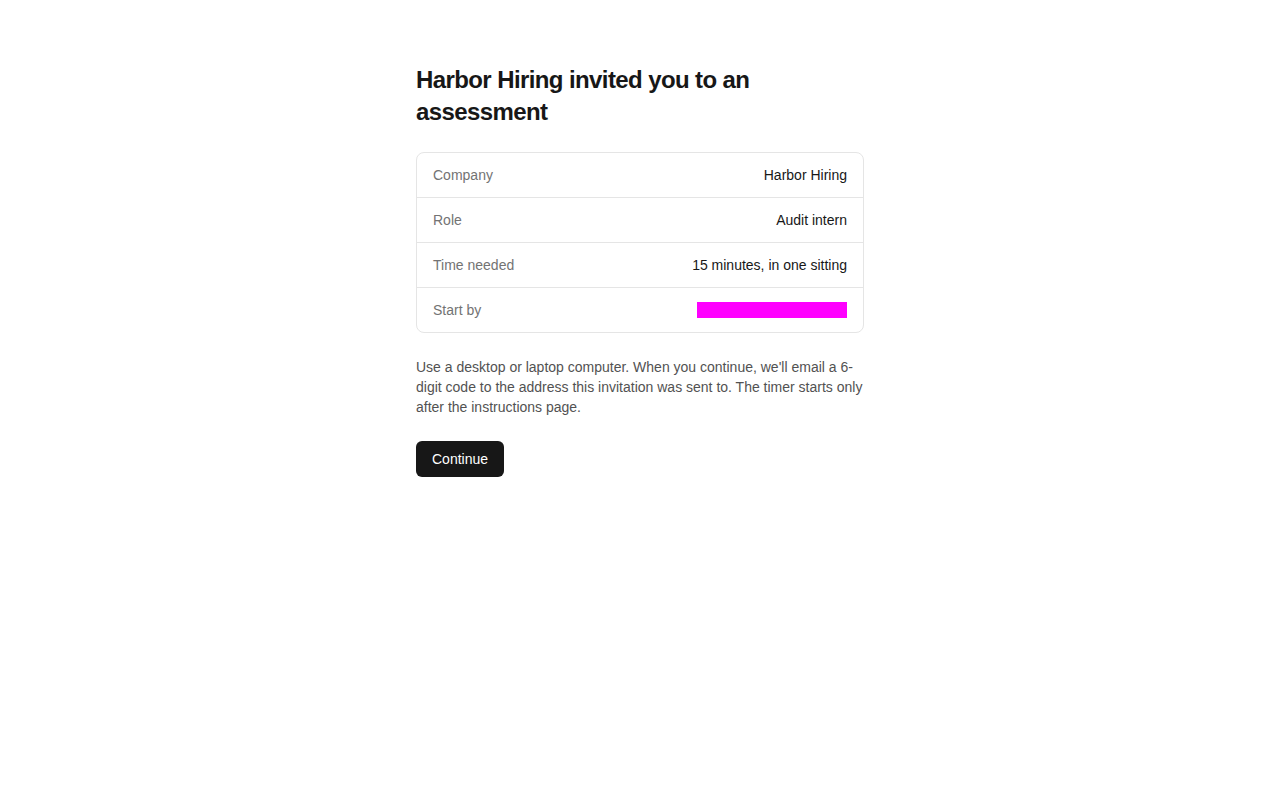 Harbor Hiring invited you to an
assessment
Company
Harbor Hiring
Role
Audit intern
Time needed
15 minutes, in one sitting
Start by
Use a desktop or laptop computer. When you continue, we'll email a 6-
digit code to the address this invitation was sent to. The timer starts only
after the instructions page.
Continue